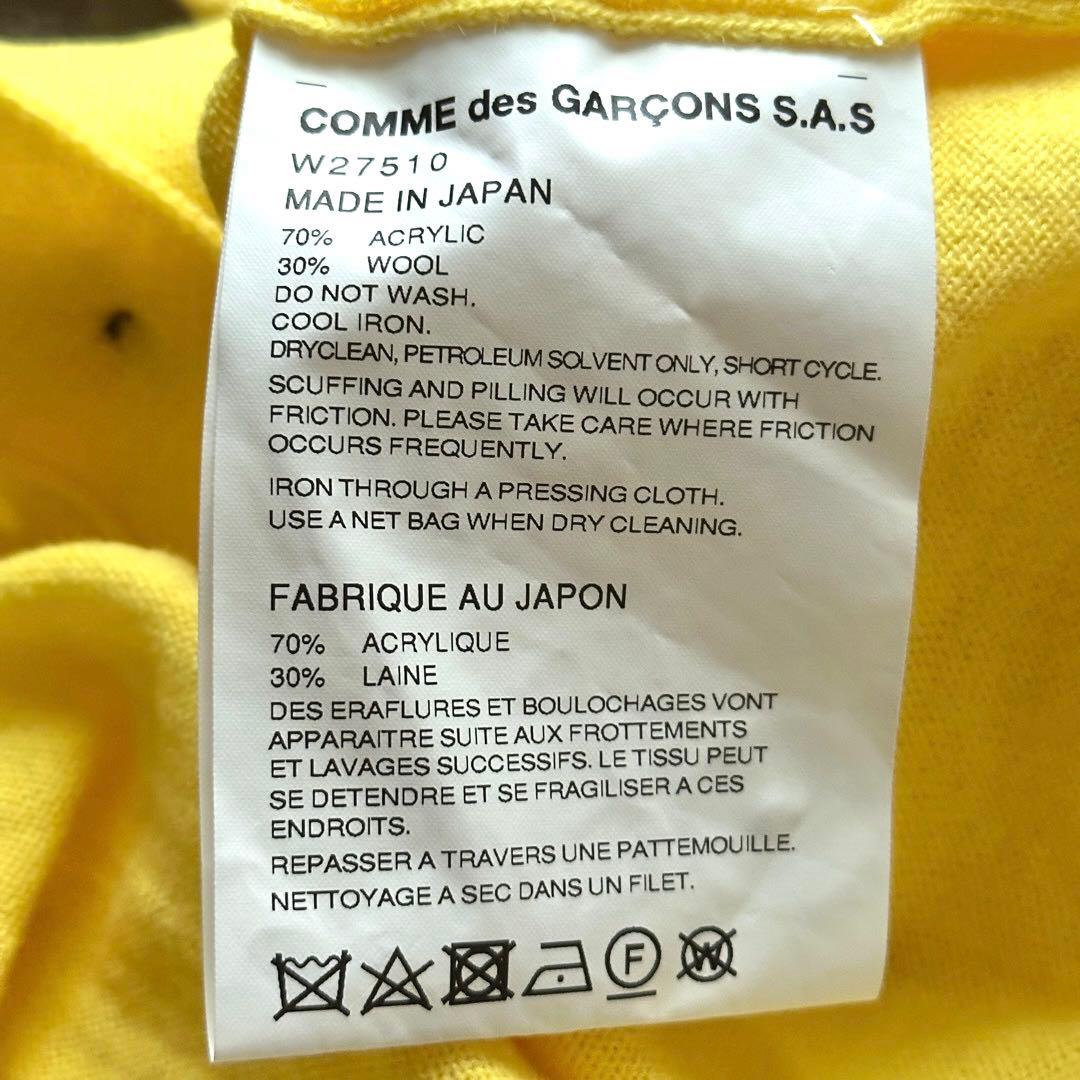 COMME des GARÇONS S.A.S
W27510
MADE IN JAPAN
70% ACRYLIC
30% WOOL
DO NOT WASH.
COOL IRON.
DRYCLEAN, PETROLEUM SOLVENT ONLY, SHORT CYCLE.
SCUFFING AND PILLING WILL OCCUR WITH
FRICTION. PLEASE TAKE CARE WHERE FRICTION
OCCURS FREQUENTLY.
IRON THROUGH A PRESSING CLOTH.
USE A NET BAG WHEN DRY CLEANING.
FABRIQUE AU JAPON
70% ACRYLIQUE
30% LAINE
DES ERAFLURES ET BOULOCHAGES VONT
APPARAITRE SUITE AUX FROTTEMENTS
ET LAVAGES SUCCESSIFS. LE TISSU PEUT
SE DETENDRE ET SE FRAGILISER A CES
ENDROITS.
REPASSER A TRAVERS UNE PATTEMOUILLE.
NETTOYAGE A SEC DANS UN FILET.
F W